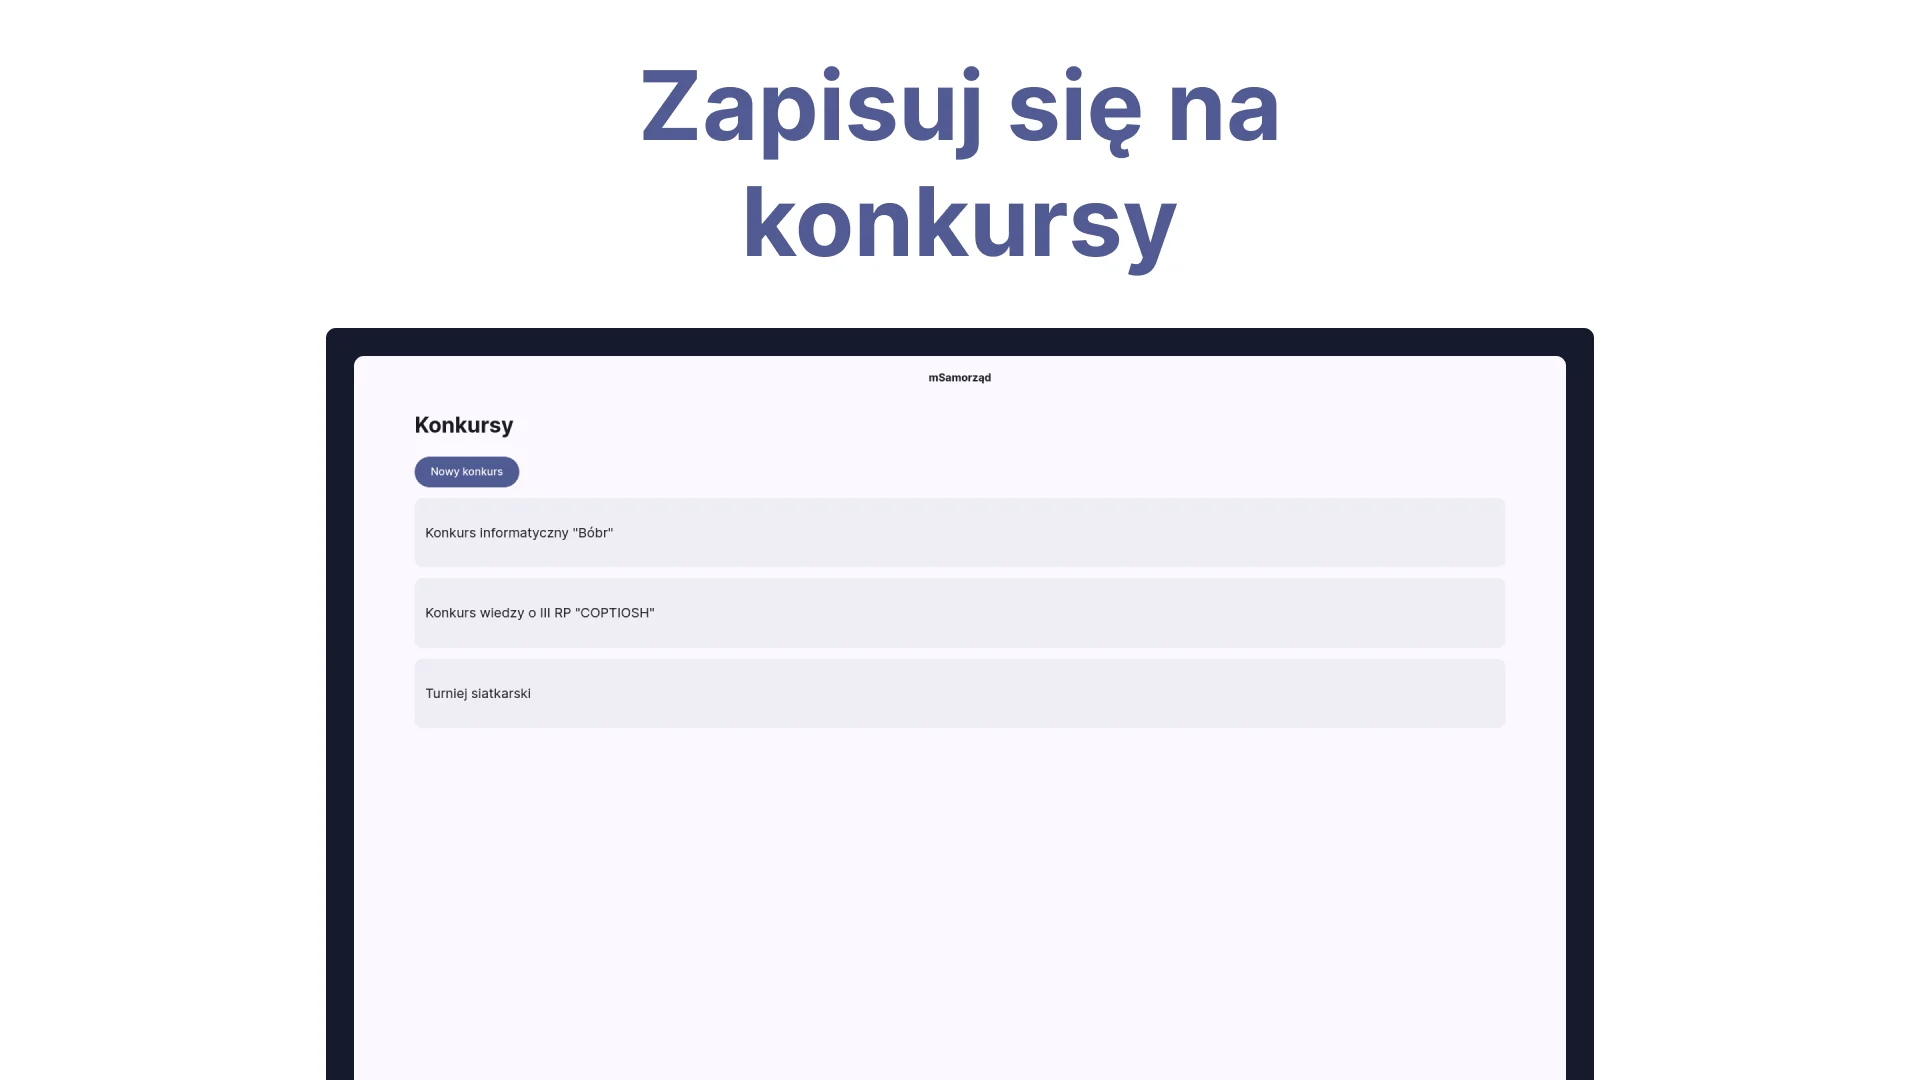 Zapisuj się na
konkursy
mSamorząd
Konkursy
Nowy konkurs
Konkurs informatyczny "Bóbr"
Konkurs wiedzy o III RP "COPTIOSH"
Turniej siatkarski